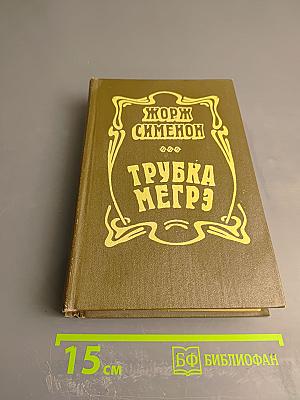 ЖОРЖ
СИМЕНОН
ТРУБКА
МЕГРЭ
15 см
БФ БИБЛИОФАН